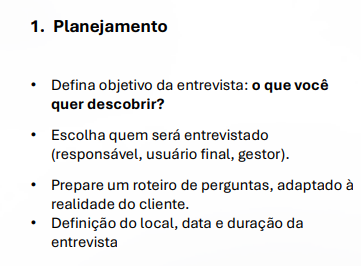 1. Planejamento
• Defina objetivo da entrevista: o que você
quer descobrir?
• Escolha quem será entrevistado
(responsável, usuário final, gestor).
• Prepare um roteiro de perguntas, adaptado à
realidade do cliente.
• Definição do local, data e duração da
entrevista